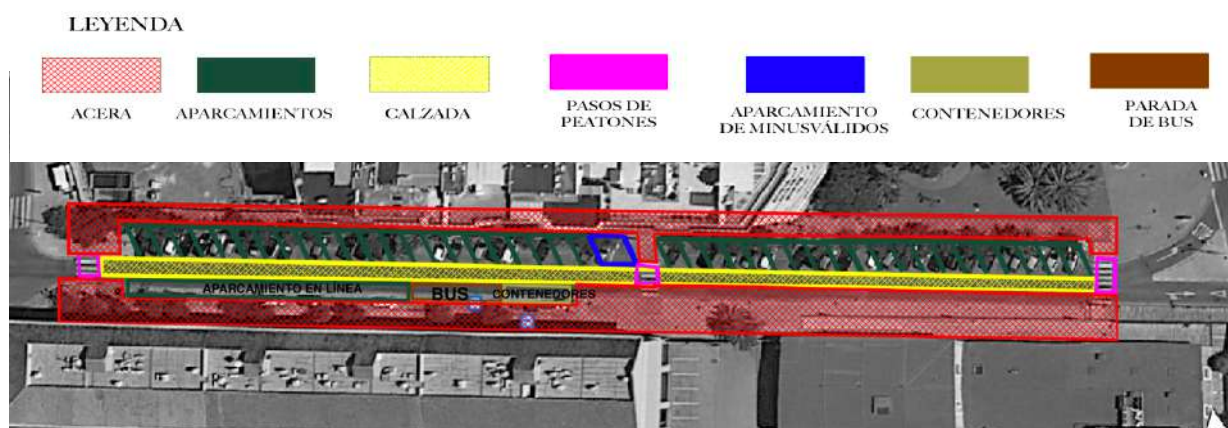 LEYENDA
ACERA
APARCAMIENTOS
CALZADA
PASOS DE
PEATONES
APARCAMIENTO
DE MINUSVÁLIDOS
CONTENEDORES
PARADA
DE BUS
APARCAMIENTO EN LÍNEA
BUS
CONTENEDORES